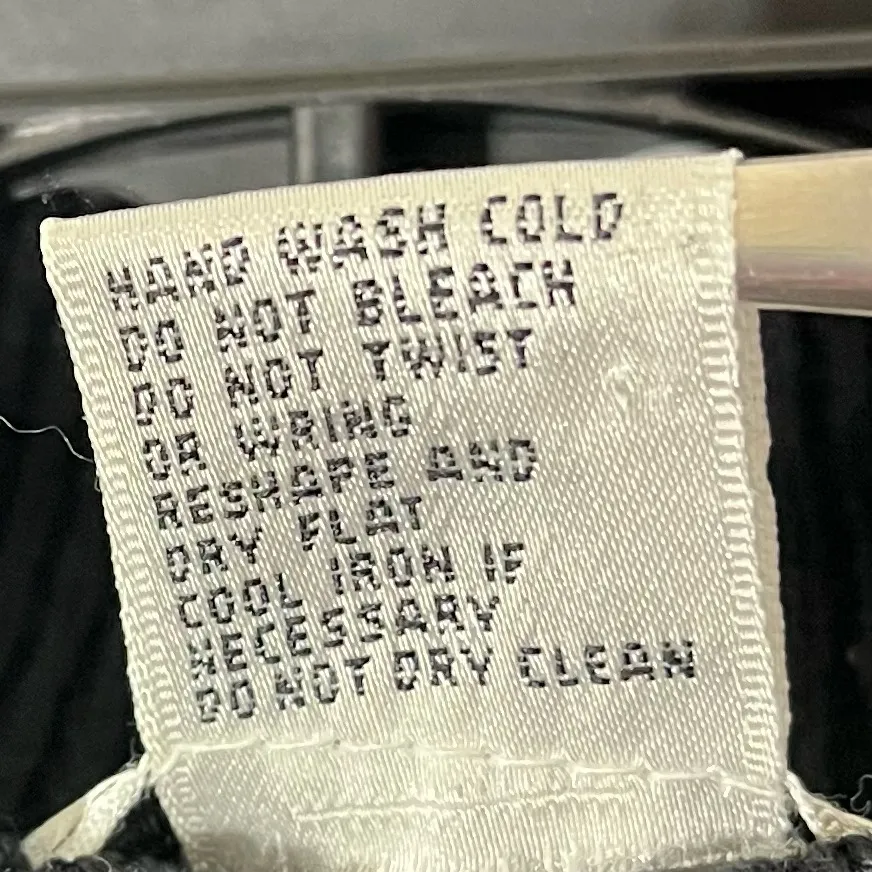 HAND WASH COLD
DO NOT BLEACH
DO NOT TWIST
OR WRING
RESHAPE AND
DRY FLAT
COOL IRON IF
NECESSARY
DO NOT DRY CLEAN